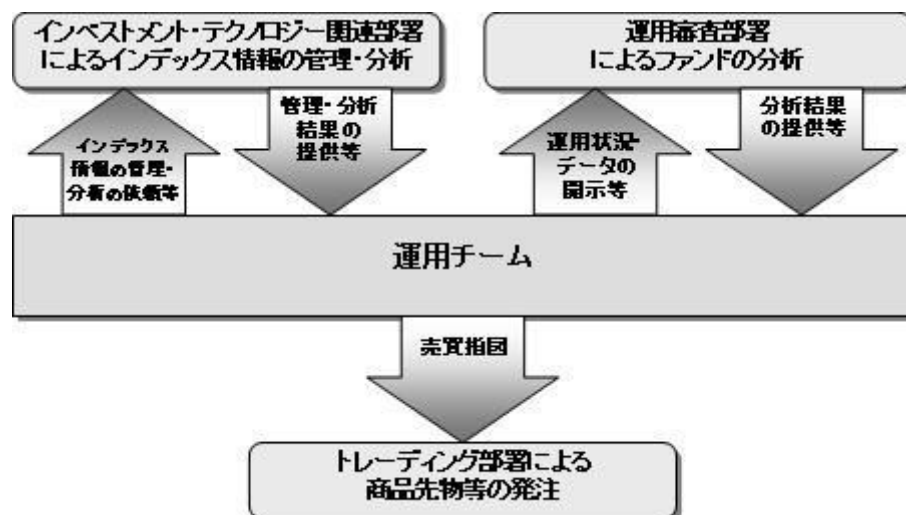 インベストメント・テクノロジー関連部署
によるインデックス情報の管理・分析
運用審査部署
によるファンドの分析
インデックス
情報の管理・
分析の依頼等
管理・分析
結果の
提供等
運用状況・
データの
開示等
分析結果
の提供等
運用チーム
売買指図
トレーディング部署による
商品先物等の発注